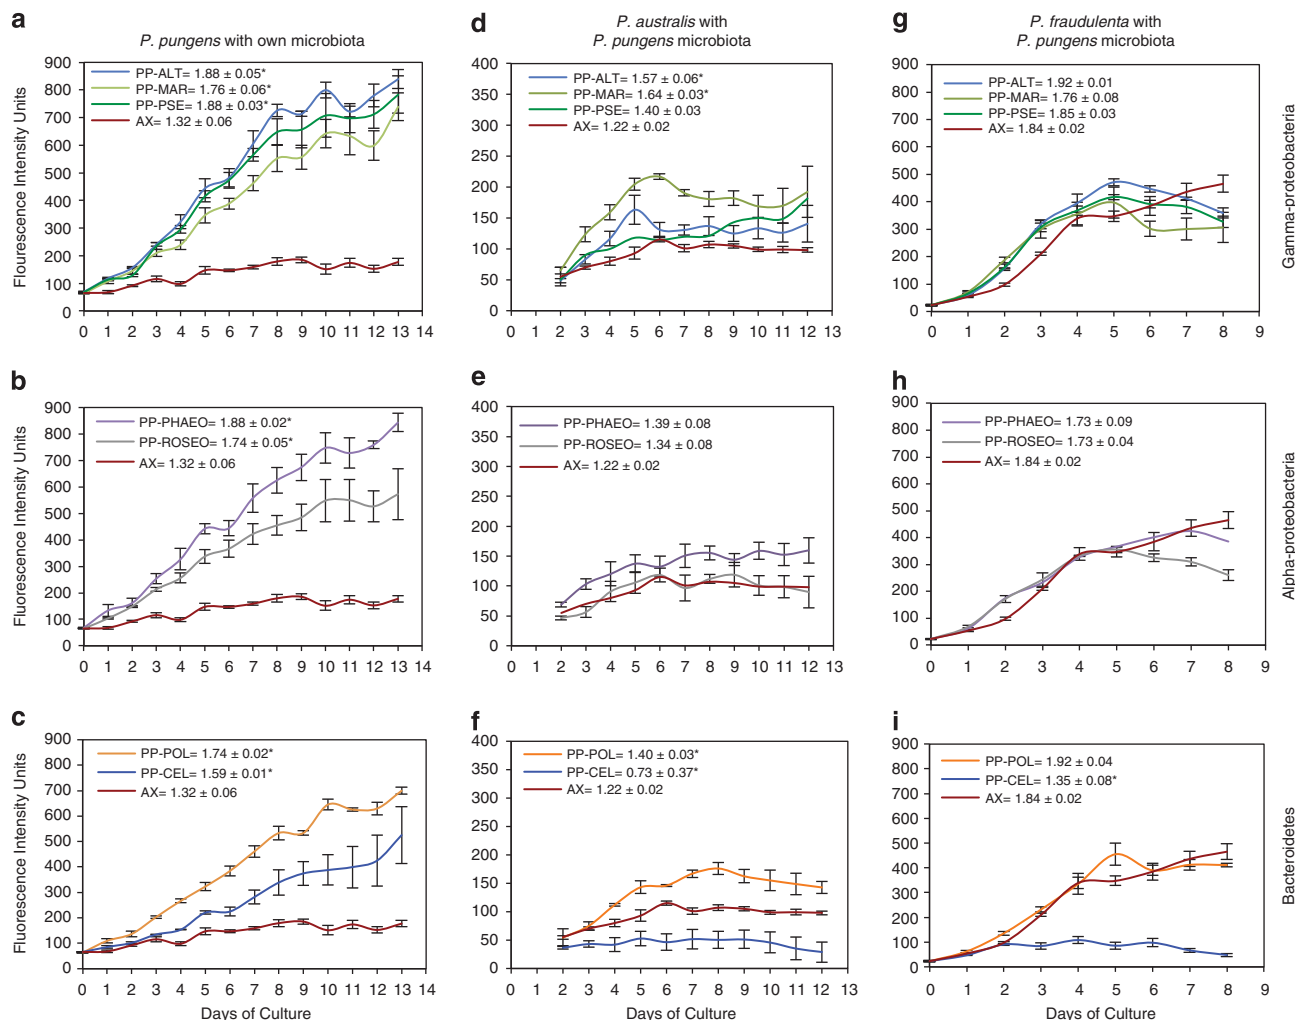 a
P. pungens with own microbiota
Flourescence Intensity Units
900
800
700
600
500
400
300
200
100
0
PP-ALT= 1.88 ± 0.05*
PP-MAR= 1.76 ± 0.06*
PP-PSE= 1.88 ± 0.03*
AX= 1.32 ± 0.06
0 1 2 3 4 5 6 7 8 9 10 11 12 13 14
d
P. australis with
P. pungens microbiota
400
350
300
250
200
150
100
50
0
PP-ALT= 1.57 ± 0.06*
PP-MAR= 1.64 ± 0.03*
PP-PSE= 1.40 ± 0.03
AX= 1.22 ± 0.02
0 1 2 3 4 5 6 7 8 9 10 11 12 13
g
P. fraudulenta with
P. pungens microbiota
900
800
700
600
500
400
300
200
100
0
PP-ALT= 1.92 ± 0.01
PP-MAR= 1.76 ± 0.08
PP-PSE= 1.85 ± 0.03
AX= 1.84 ± 0.02
0 1 2 3 4 5 6 7 8 9
Gamma-proteobacteria
b
Fluorescence Intensity Units
900
800
700
600
500
400
300
200
100
0
PP-PHAEO= 1.88 ± 0.02*
PP-ROSEO= 1.74 ± 0.05*
AX= 1.32 ± 0.06
0 1 2 3 4 5 6 7 8 9 10 11 12 13 14
e
400
350
300
250
200
150
100
50
0
PP-PHAEO= 1.39 ± 0.08
PP-ROSEO= 1.34 ± 0.08
AX= 1.22 ± 0.02
0 1 2 3 4 5 6 7 8 9 10 11 12 13
h
900
800
700
600
500
400
300
200
100
0
PP-PHAEO= 1.73 ± 0.09
PP-ROSEO= 1.73 ± 0.04
AX= 1.84 ± 0.02
0 1 2 3 4 5 6 7 8 9
Alpha-proteobacteria
c
Fluorescence Intensity Units
900
800
700
600
500
400
300
200
100
0
PP-POL= 1.74 ± 0.02*
PP-CEL= 1.59 ± 0.01*
AX= 1.32 ± 0.06
0 1 2 3 4 5 6 7 8 9 10 11 12 13 14
Days of Culture
f
400
350
300
250
200
150
100
50
0
PP-POL= 1.40 ± 0.03*
PP-CEL= 0.73 ± 0.37*
AX= 1.22 ± 0.02
0 1 2 3 4 5 6 7 8 9 10 11 12 13
Days of Culture
i
900
800
700
600
500
400
300
200
100
0
PP-POL= 1.92 ± 0.04
PP-CEL= 1.35 ± 0.08*
AX= 1.84 ± 0.02
0 1 2 3 4 5 6 7 8 9
Days of Culture
Bacteroidetes